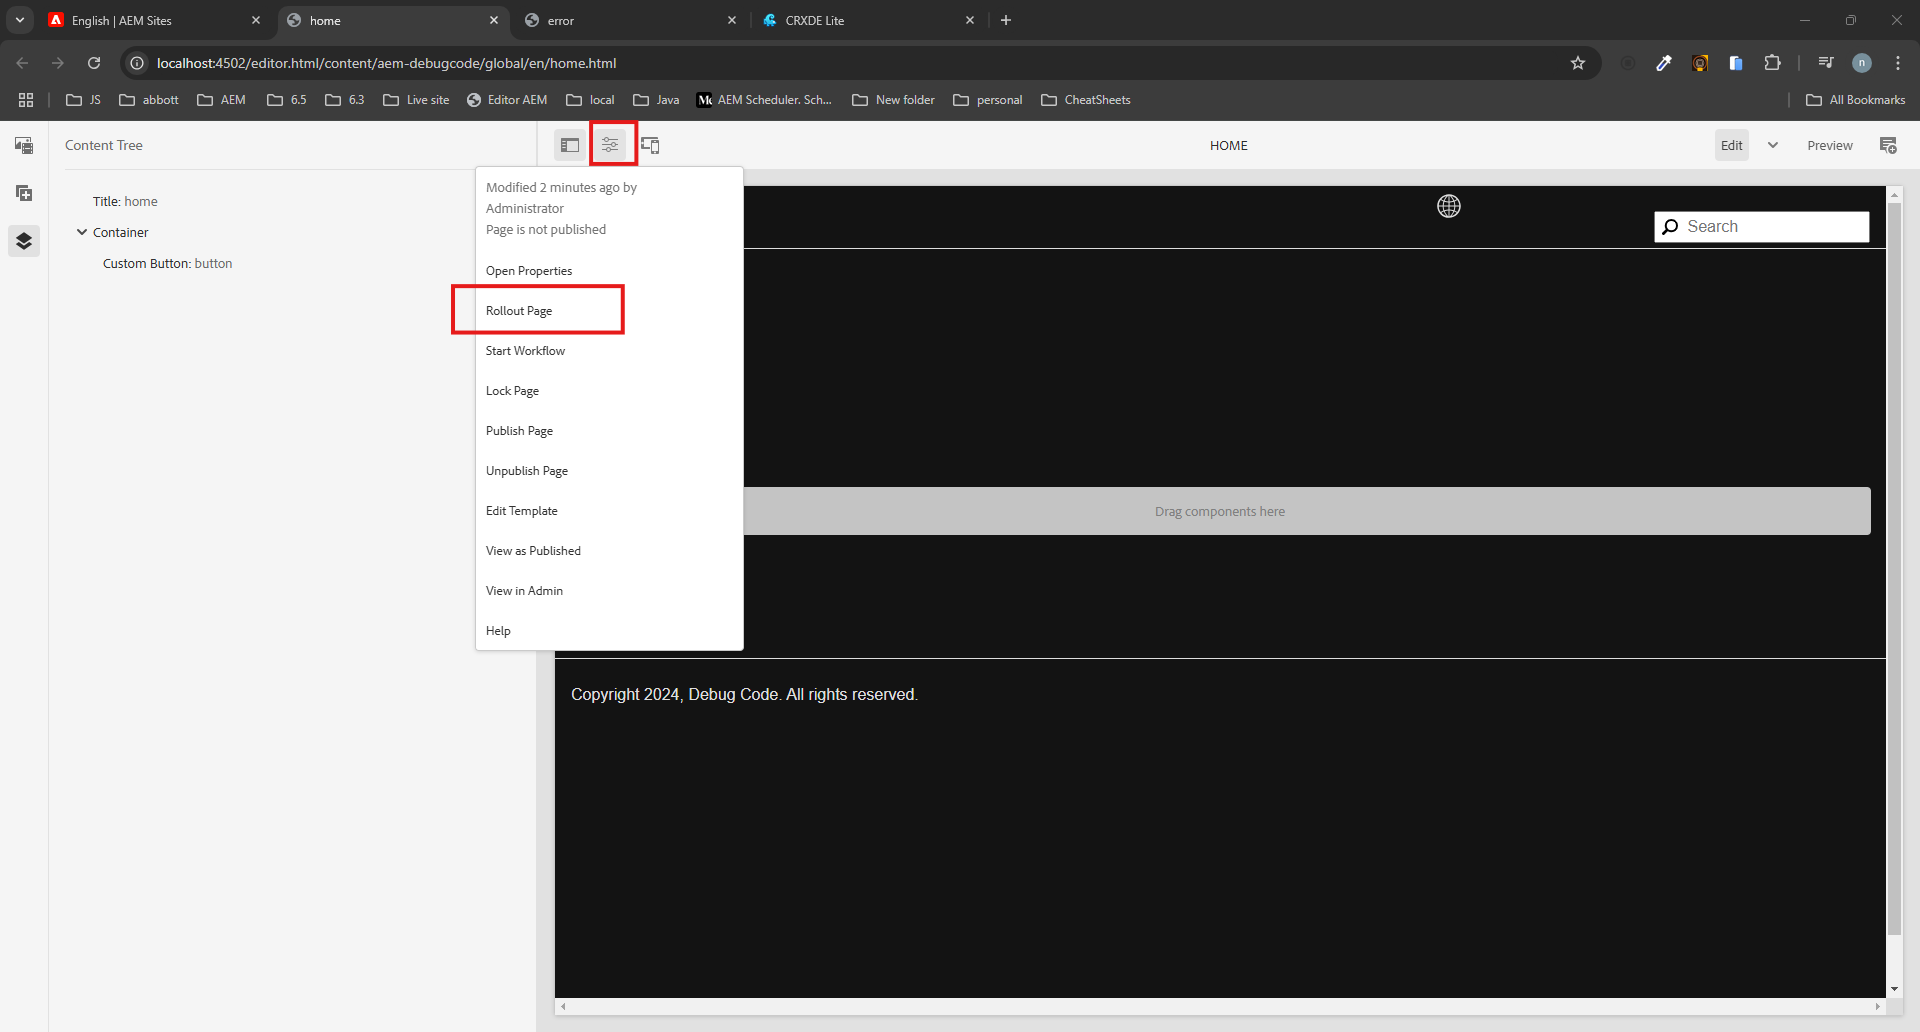 English | AEM Sites
home
error
CRXDE Lite
localhost:4502/editor.html/content/aem-debugcode/global/en/home.html
n
JS
abbott
AEM
6.5
6.3
Live site
Editor AEM
local
Java
AEM Scheduler. Sch...
New folder
personal
CheatSheets
All Bookmarks
Content Tree
HOME
Edit
Preview
Title: home
Container
Custom Button: button
Modified 2 minutes ago by
Administrator
Page is not published
Open Properties
Rollout Page
Start Workflow
Lock Page
Publish Page
Unpublish Page
Edit Template
View as Published
View in Admin
Help
Search
Drag components here
Copyright 2024, Debug Code. All rights reserved.